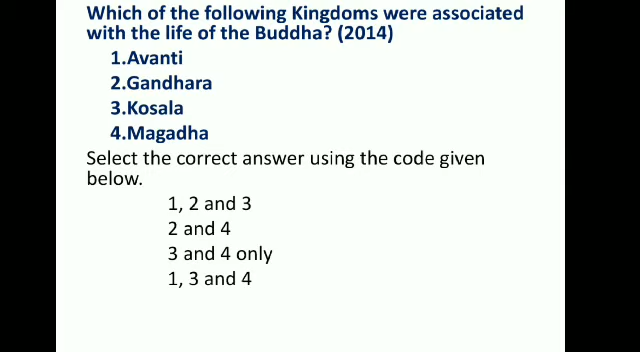 Which of the following Kingdoms were associated
with the life of the Buddha? (2014)
1.Avanti
2.Gandhara
3.Kosala
4.Magadha
Select the correct answer using the code given
below.
1, 2 and 3
2 and 4
3 and 4 only
1, 3 and 4